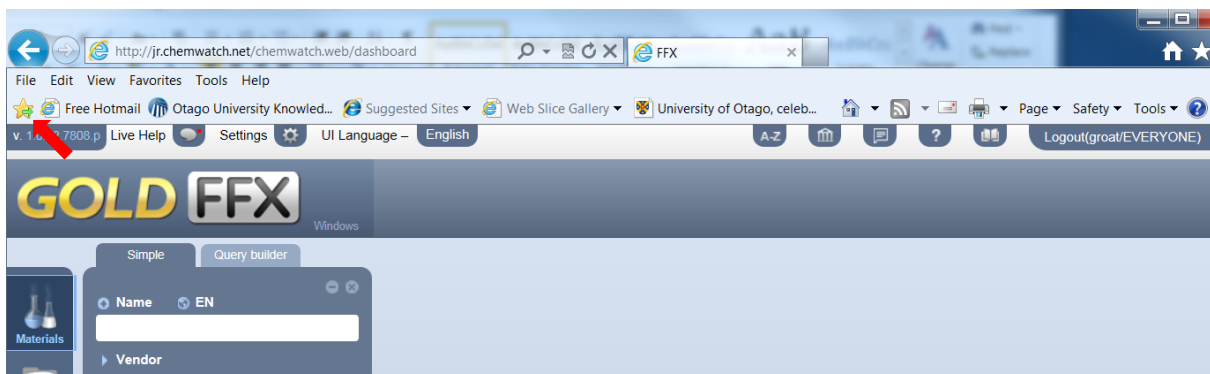 http://jr.chemwatch.net/chemwatch.web/dashboard FFX
File Edit View Favorites Tools Help
Free Hotmail Otago University Knowled... Suggested Sites Web Slice Gallery University of Otago, celeb... Page Safety Tools
Live Help Settings UI Language – English A-Z ? Logout(groat/EVERYONE)
GOLD FFX
Windows
Simple Query builder
Name EN
Materials
Vendor